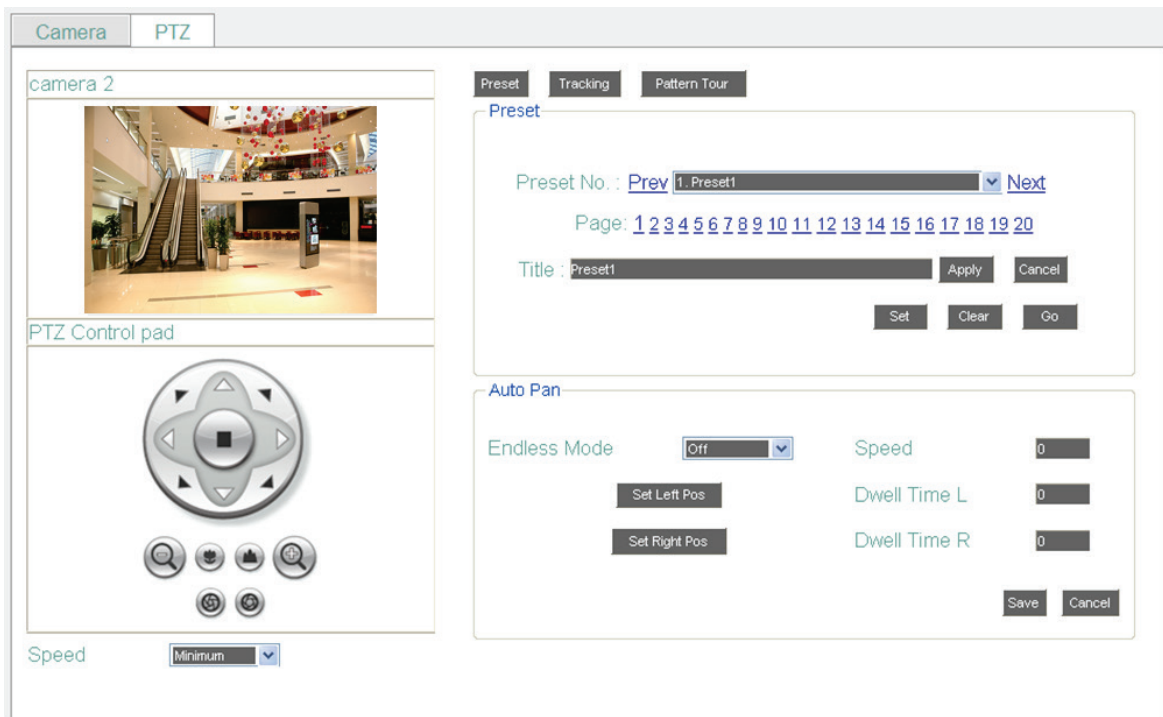 Camera PTZ
camera 2
PTZ Control pad
Speed Minimum
Preset Tracking Pattern Tour
Preset
Preset No. : Prev 1. Preset1 Next
Page: 1 2 3 4 5 6 7 8 9 10 11 12 13 14 15 16 17 18 19 20
Title : Preset1 Apply Cancel
Set Clear Go
Auto Pan
Endless Mode Off Speed 0
Set Left Pos Dwell Time L 0
Set Right Pos Dwell Time R 0
Save Cancel